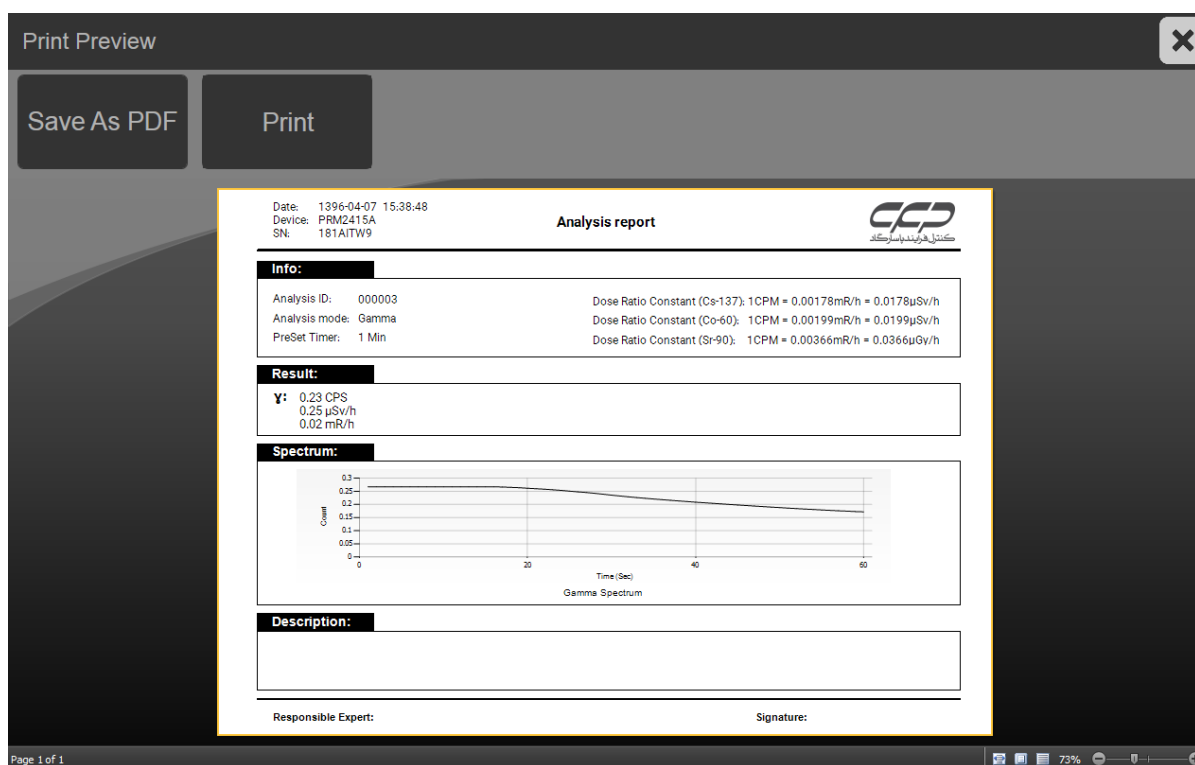 Print Preview
Save As PDF
Print
Date: 1396-04-07 15:38:48
Device: PRM2415A
SN: 181AITW9
Analysis report
کنترل فرایند پاسارگاد
Info:
Analysis ID: 000003
Analysis mode: Gamma
PreSet Timer: 1 Min
Dose Ratio Constant (Cs-137): 1CPM = 0.00178mR/h = 0.0178µSv/h
Dose Ratio Constant (Co-60): 1CPM = 0.00199mR/h = 0.0199µSv/h
Dose Ratio Constant (Sr-90): 1CPM = 0.00366mR/h = 0.0366µGy/h
Result:
γ: 0.23 CPS
0.25 µSv/h
0.02 mR/h
Spectrum:
0.3
0.25
0.2
0.15
0.1
0.05
0
Count
0 20 40 60
Time (Sec)
Gamma Spectrum
Description:
Responsible Expert:
Signature:
Page 1 of 1
73%